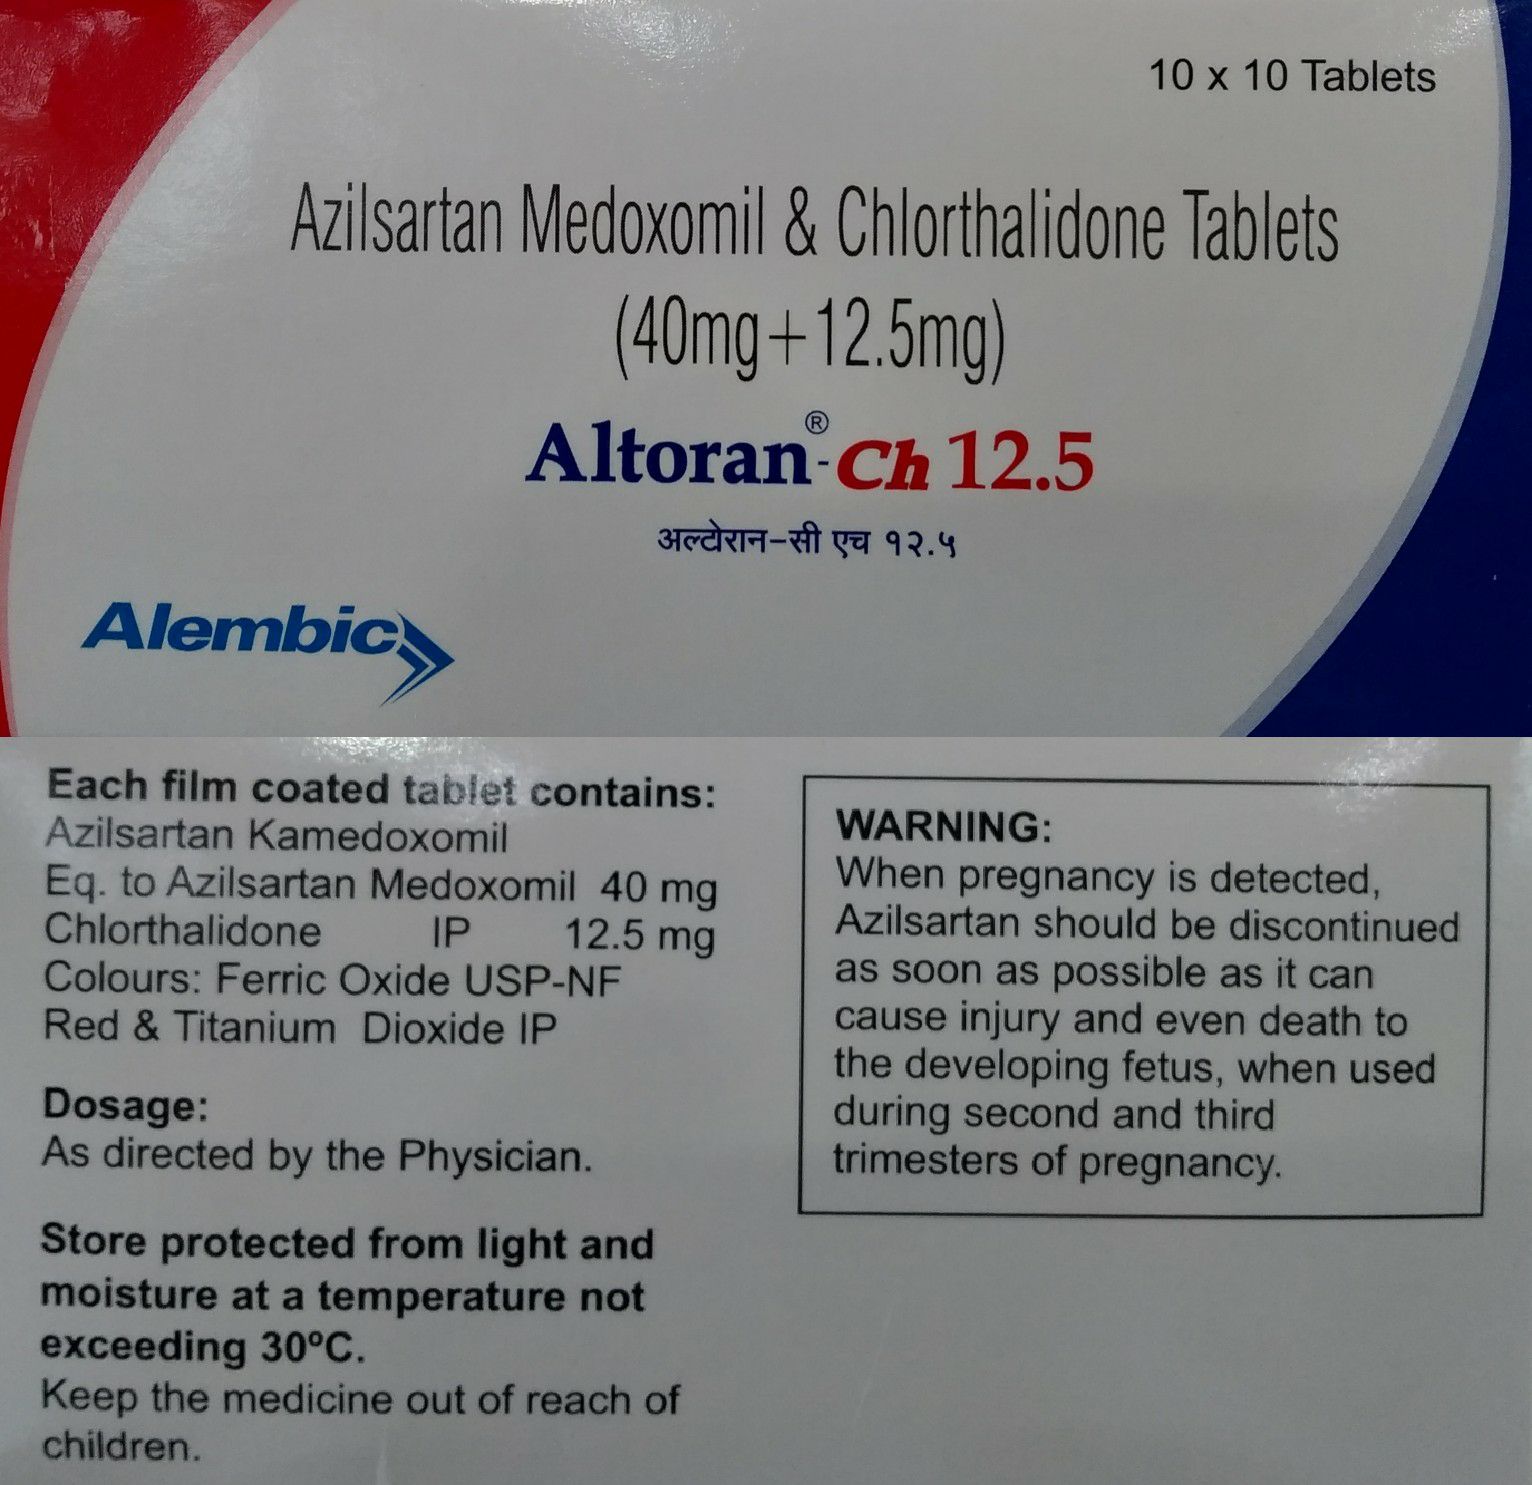 10 x 10 Tablets
Azilsartan Medoxomil & Chlorthalidone Tablets
(40mg+12.5mg)
Altoran®-Ch 12.5
अल्टोरान-सी एच १२.५
Alembic
Each film coated tablet contains:
Azilsartan Kamedoxomil
Eq. to Azilsartan Medoxomil 40 mg
Chlorthalidone IP 12.5 mg
Colours: Ferric Oxide USP-NF
Red & Titanium Dioxide IP
Dosage:
As directed by the Physician.
Store protected from light and
moisture at a temperature not
exceeding 30ºC.
Keep the medicine out of reach of
children.
WARNING:
When pregnancy is detected,
Azilsartan should be discontinued
as soon as possible as it can
cause injury and even death to
the developing fetus, when used
during second and third
trimesters of pregnancy.